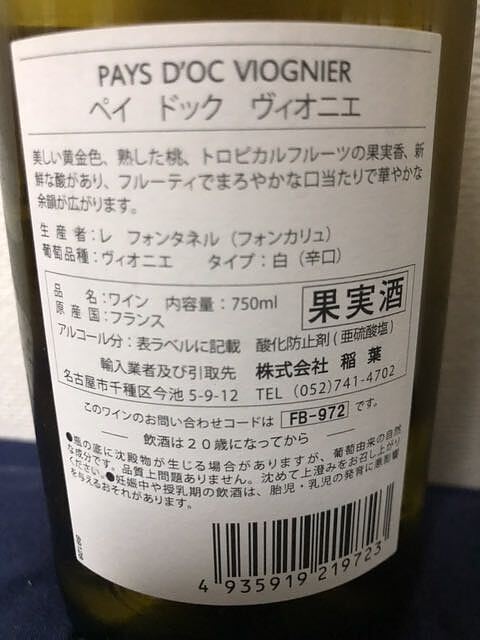 PAYS D'OC VIOGNIER
ペイ ドック ヴィオニエ
美しい黄金色、熟した桃、トロピカルフルーツの果実香、新
鮮な酸があり、フルーティでまろやかな口当たりで華やかな
余韻が広がります。
生産者：レ フォンタネル（フォンカリュ）
葡萄品種：ヴィオニエ タイプ：白（辛口）
品 名：ワイン 内容量：750ml
原産国：フランス
果実酒
アルコール分：表ラベルに記載 酸化防止剤(亜硫酸塩)
輸入業者及び引取先 株式会社 稲葉
名古屋市千種区今池 5-9-12 TEL (052)741-4702
このワインのお問い合わせコードは FB-972 です。
飲酒は20歳になってから
●瓶の底に沈殿物が生じる場合がありますが、葡萄由来の自然
な成分です。品質上問題ありません。沈めて上澄みをお召し上がり
ください。●妊娠中や授乳期の飲酒は、胎児・乳児の発育に悪影響
を与えるおそれがあります。
4 935919 219723